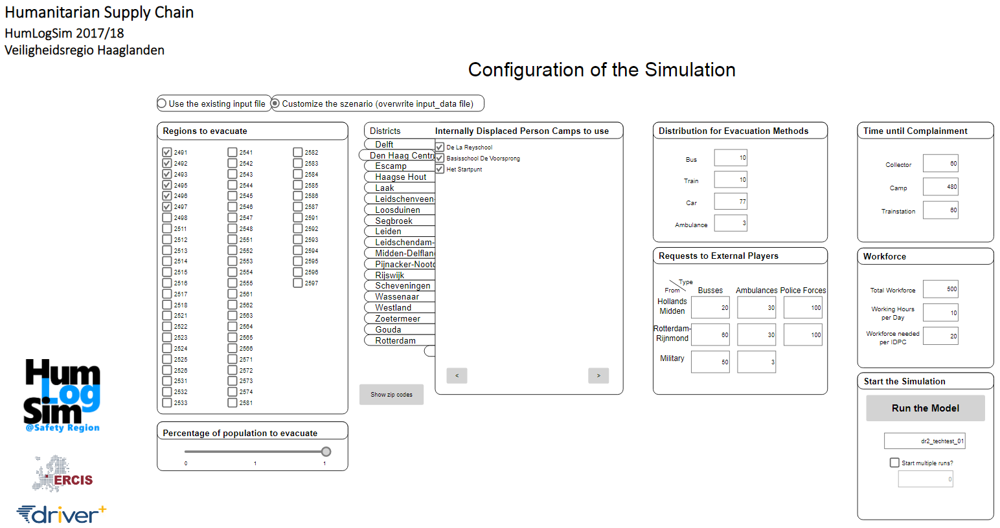 Humanitarian Supply Chain
HumLogSim 2017/18
Veiligheidsregio Haaglanden
Configuration of the Simulation
Use the existing input file
Customize the szenario (overwrite input_data file)
Regions to evacuate
2491 2541 2582
2492 2542 2583
2493 2543 2584
2495 2544 2585
2496 2545 2586
2497 2546 2587
2498 2547 2591
2511 2548 2592
2512 2551 2593
2513 2552 2594
2514 2553 2595
2515 2554 2596
2516 2555 2597
2517 2561
2518 2562
2521 2563
2522 2564
2523 2565
2524 2566
2525 2571
2526 2572
2531 2573
2532 2574
2533 2581
Percentage of population to evacuate
0 1 1
Districts
Delft
Den Haag Centru
Escamp
Haagse Hout
Laak
Leidschenveen-
Loosduinen
Segbroek
Leiden
Leidschendam-
Midden-Delflan
Pijnacker-Nooto
Rijswijk
Scheveningen
Wassenaar
Westland
Zoetermeer
Gouda
Rotterdam
Show zip codes
Internally Displaced Person Camps to use
De La Reyschool
Basisschool De Voorsprong
Het Startpunt
< >
Distribution for Evacuation Methods
Bus 10
Train 10
Car 77
Ambulance 3
Requests to External Players
Type
From
Busses Ambulances Police Forces
Hollands
Midden
20 30 100
Rotterdam-
Rijnmond
60 30 100
Military 50 3
Time until Complainment
Collector 60
Camp 480
Trainstation 60
Workforce
Total Workforce 500
Working Hours
per Day
10
Workforce needed
per IDPC
20
Start the Simulation
Run the Model
dr2_techtest_01
Start multiple runs?
0
Hum
Log
Sim
@Safety Region
ERCIS
driver+